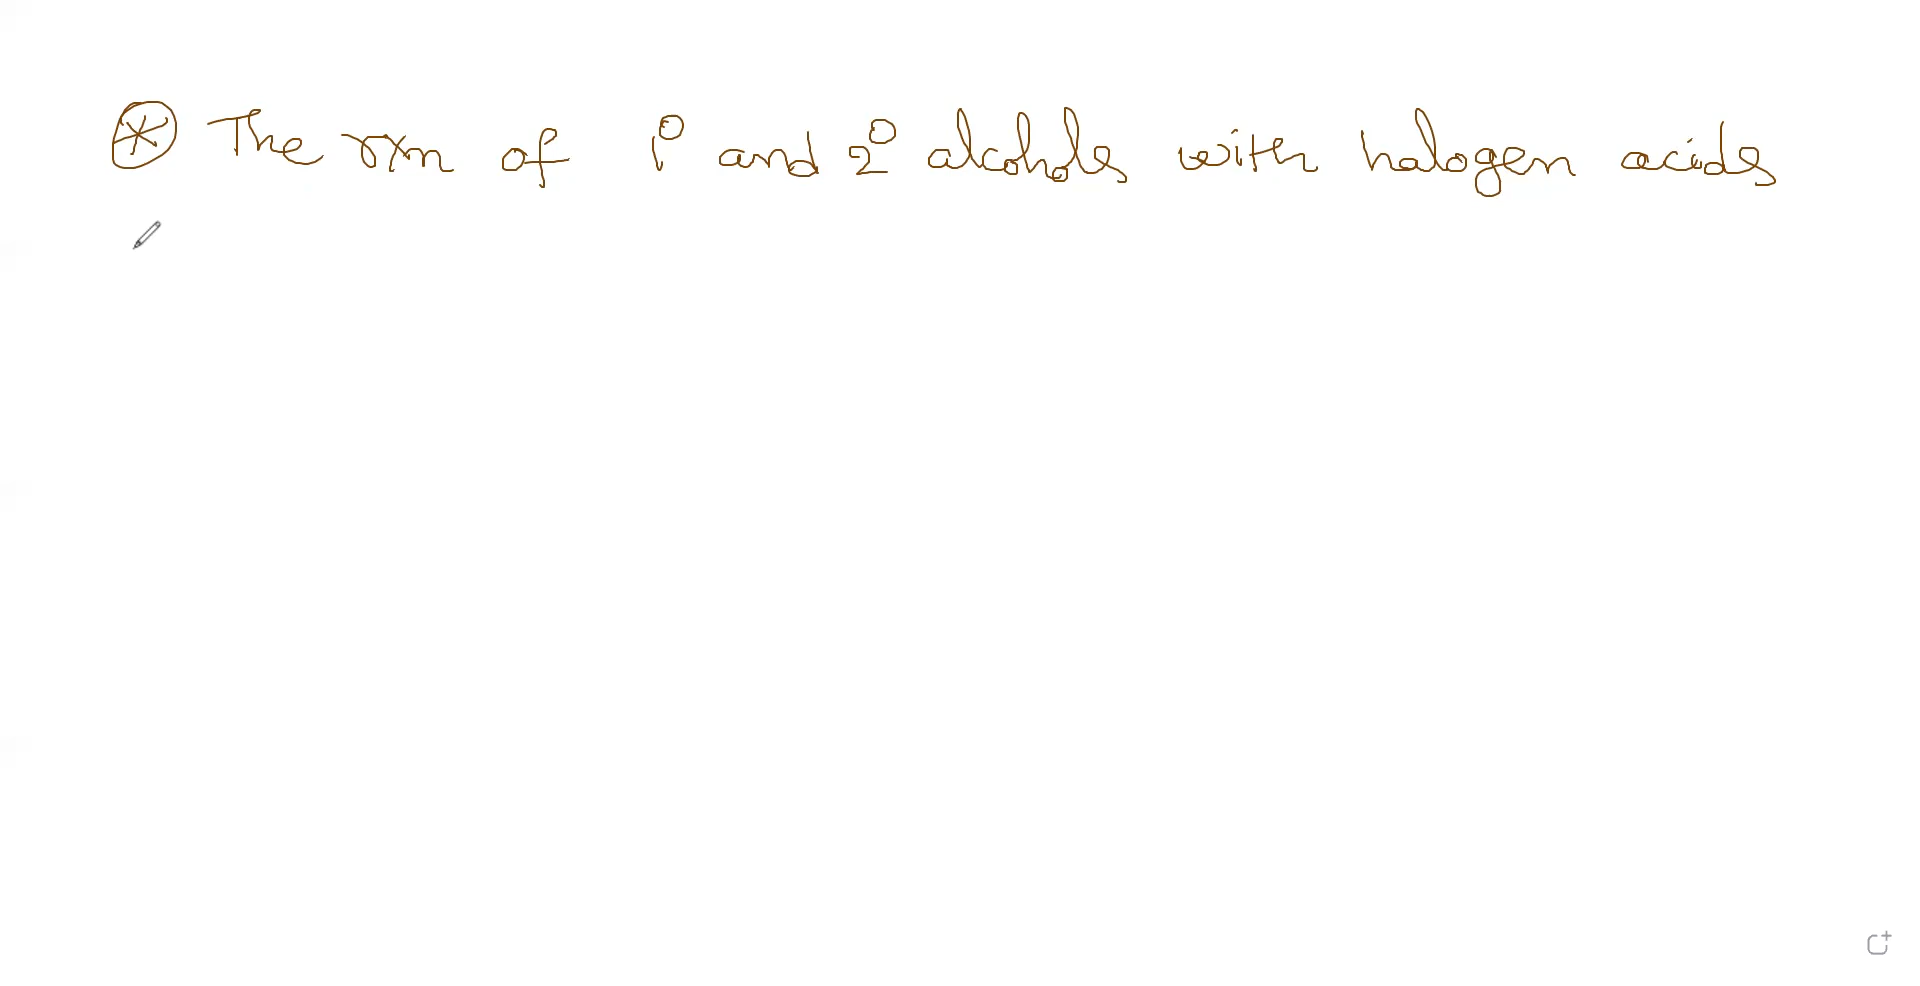 ⊛ The rxn of 1° and 2° alcohols with halogen acids